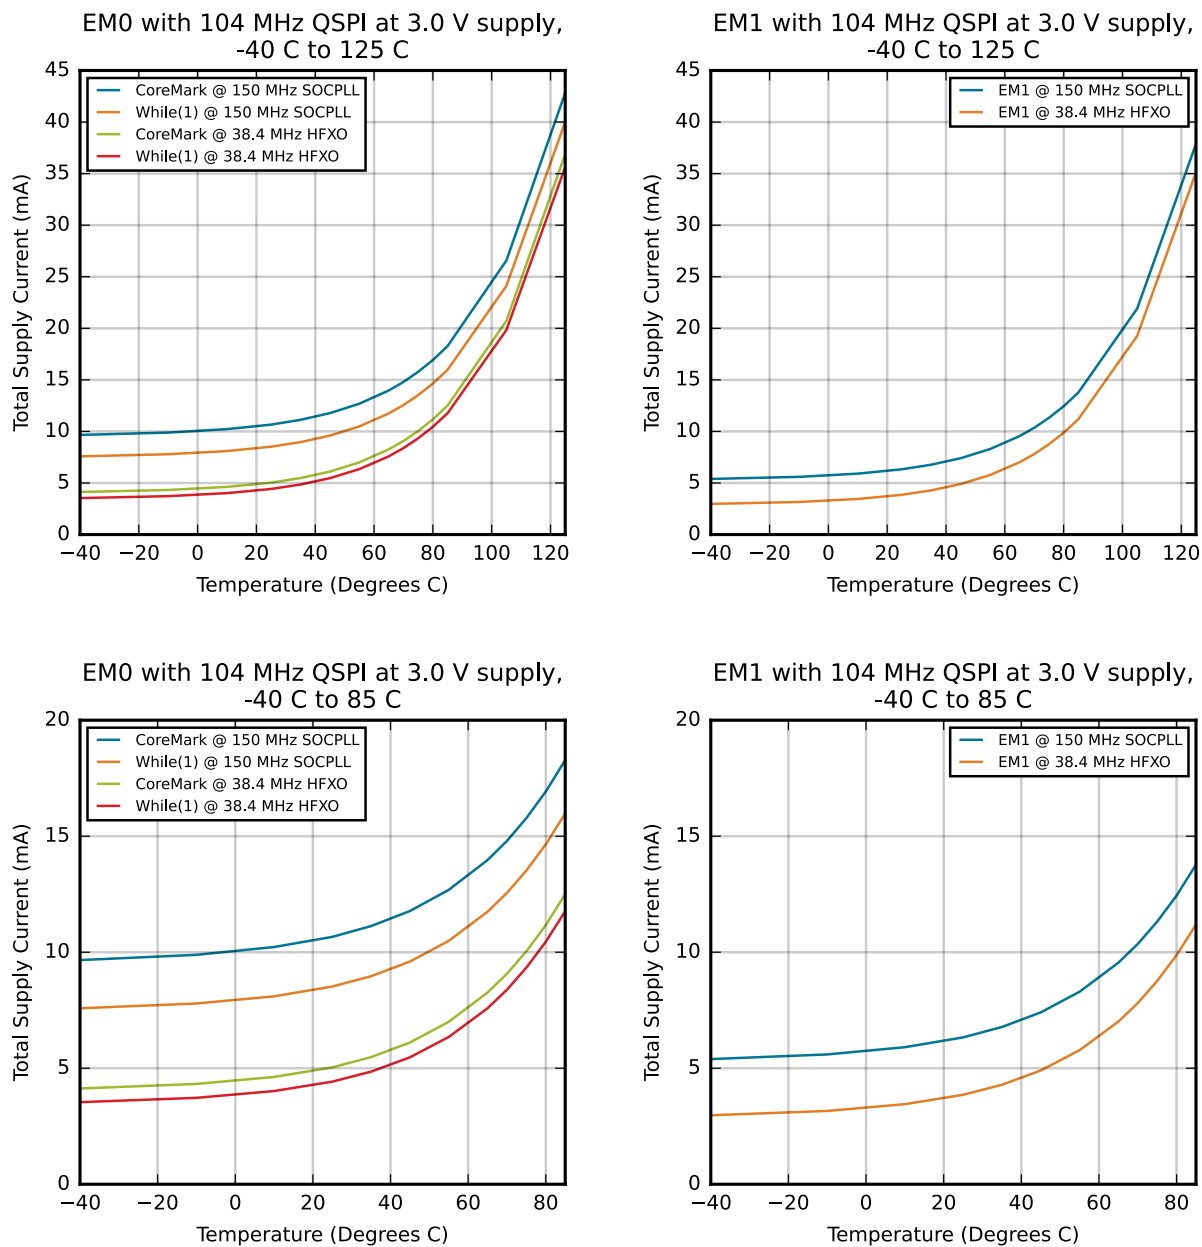 EM0 with 104 MHz QSPI at 3.0 V supply,
-40 C to 125 C
45
40
35
30
25
20
15
10
5
0
Total Supply Current (mA)
CoreMark @ 150 MHz SOCPLL
While(1) @ 150 MHz SOCPLL
CoreMark @ 38.4 MHz HFXO
While(1) @ 38.4 MHz HFXO
−40 −20 0 20 40 60 80 100 120
Temperature (Degrees C)
EM1 with 104 MHz QSPI at 3.0 V supply,
-40 C to 125 C
45
40
35
30
25
20
15
10
5
0
Total Supply Current (mA)
EM1 @ 150 MHz SOCPLL
EM1 @ 38.4 MHz HFXO
−40 −20 0 20 40 60 80 100 120
Temperature (Degrees C)
EM0 with 104 MHz QSPI at 3.0 V supply,
-40 C to 85 C
20
15
10
5
0
Total Supply Current (mA)
CoreMark @ 150 MHz SOCPLL
While(1) @ 150 MHz SOCPLL
CoreMark @ 38.4 MHz HFXO
While(1) @ 38.4 MHz HFXO
−40 −20 0 20 40 60 80
Temperature (Degrees C)
EM1 with 104 MHz QSPI at 3.0 V supply,
-40 C to 85 C
20
15
10
5
0
Total Supply Current (mA)
EM1 @ 150 MHz SOCPLL
EM1 @ 38.4 MHz HFXO
−40 −20 0 20 40 60 80
Temperature (Degrees C)